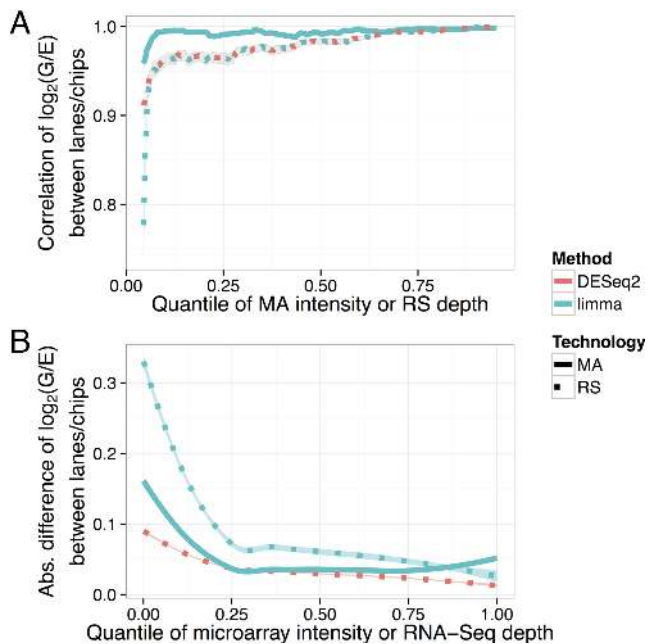 A
Correlation of log2(G/E)
between lanes/chips
1.0
0.9
0.8
0.00 0.25 0.50 0.75 1.00
Quantile of MA intensity or RS depth
Method
DESeq2
limma
Technology
MA
RS
B
Abs. difference of log2(G/E)
between lanes/chips
0.3
0.2
0.1
0.0
0.00 0.25 0.50 0.75 1.00
Quantile of microarray intensity or RNA−Seq depth